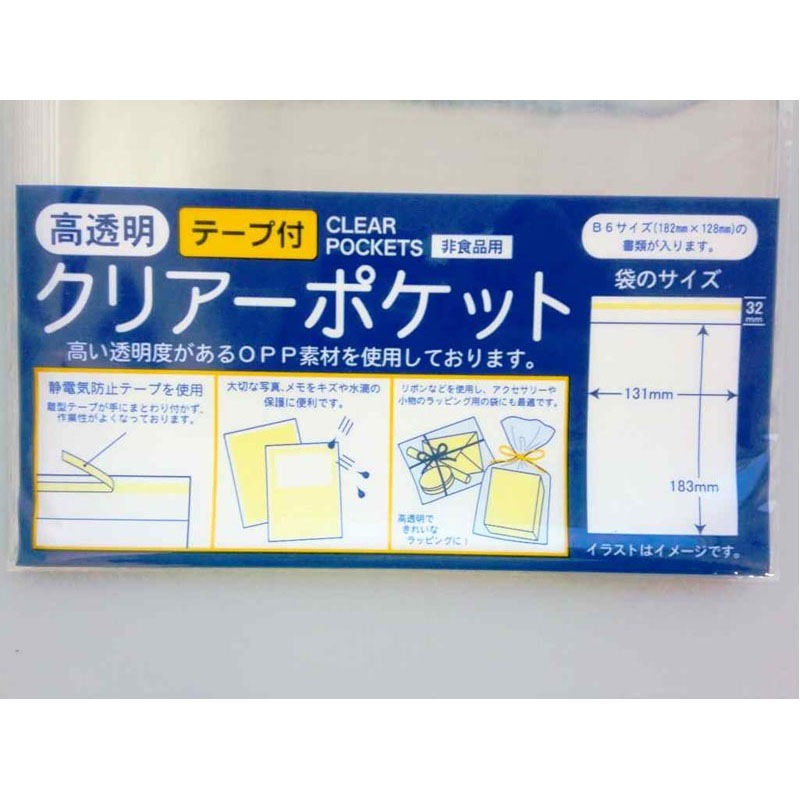 高透明
テープ付
CLEAR
POCKETS
非食品用
クリアーポケット
高い透明度があるOPP素材を使用しております。
静電気防止テープを使用
離型テープが手にまとわり付かず、
作業性がよくなっております。
大切な写真、メモをキズや水滴の
保護に便利です。
リボンなどを使用し、アクセサリーや
小物のラッピング用の袋にも最適です。
高透明で
きれいな
ラッピングに!
B6サイズ(182mm×128mm)の
書類が入ります。
袋のサイズ
32
mm
131mm
183mm
イラストはイメージです。